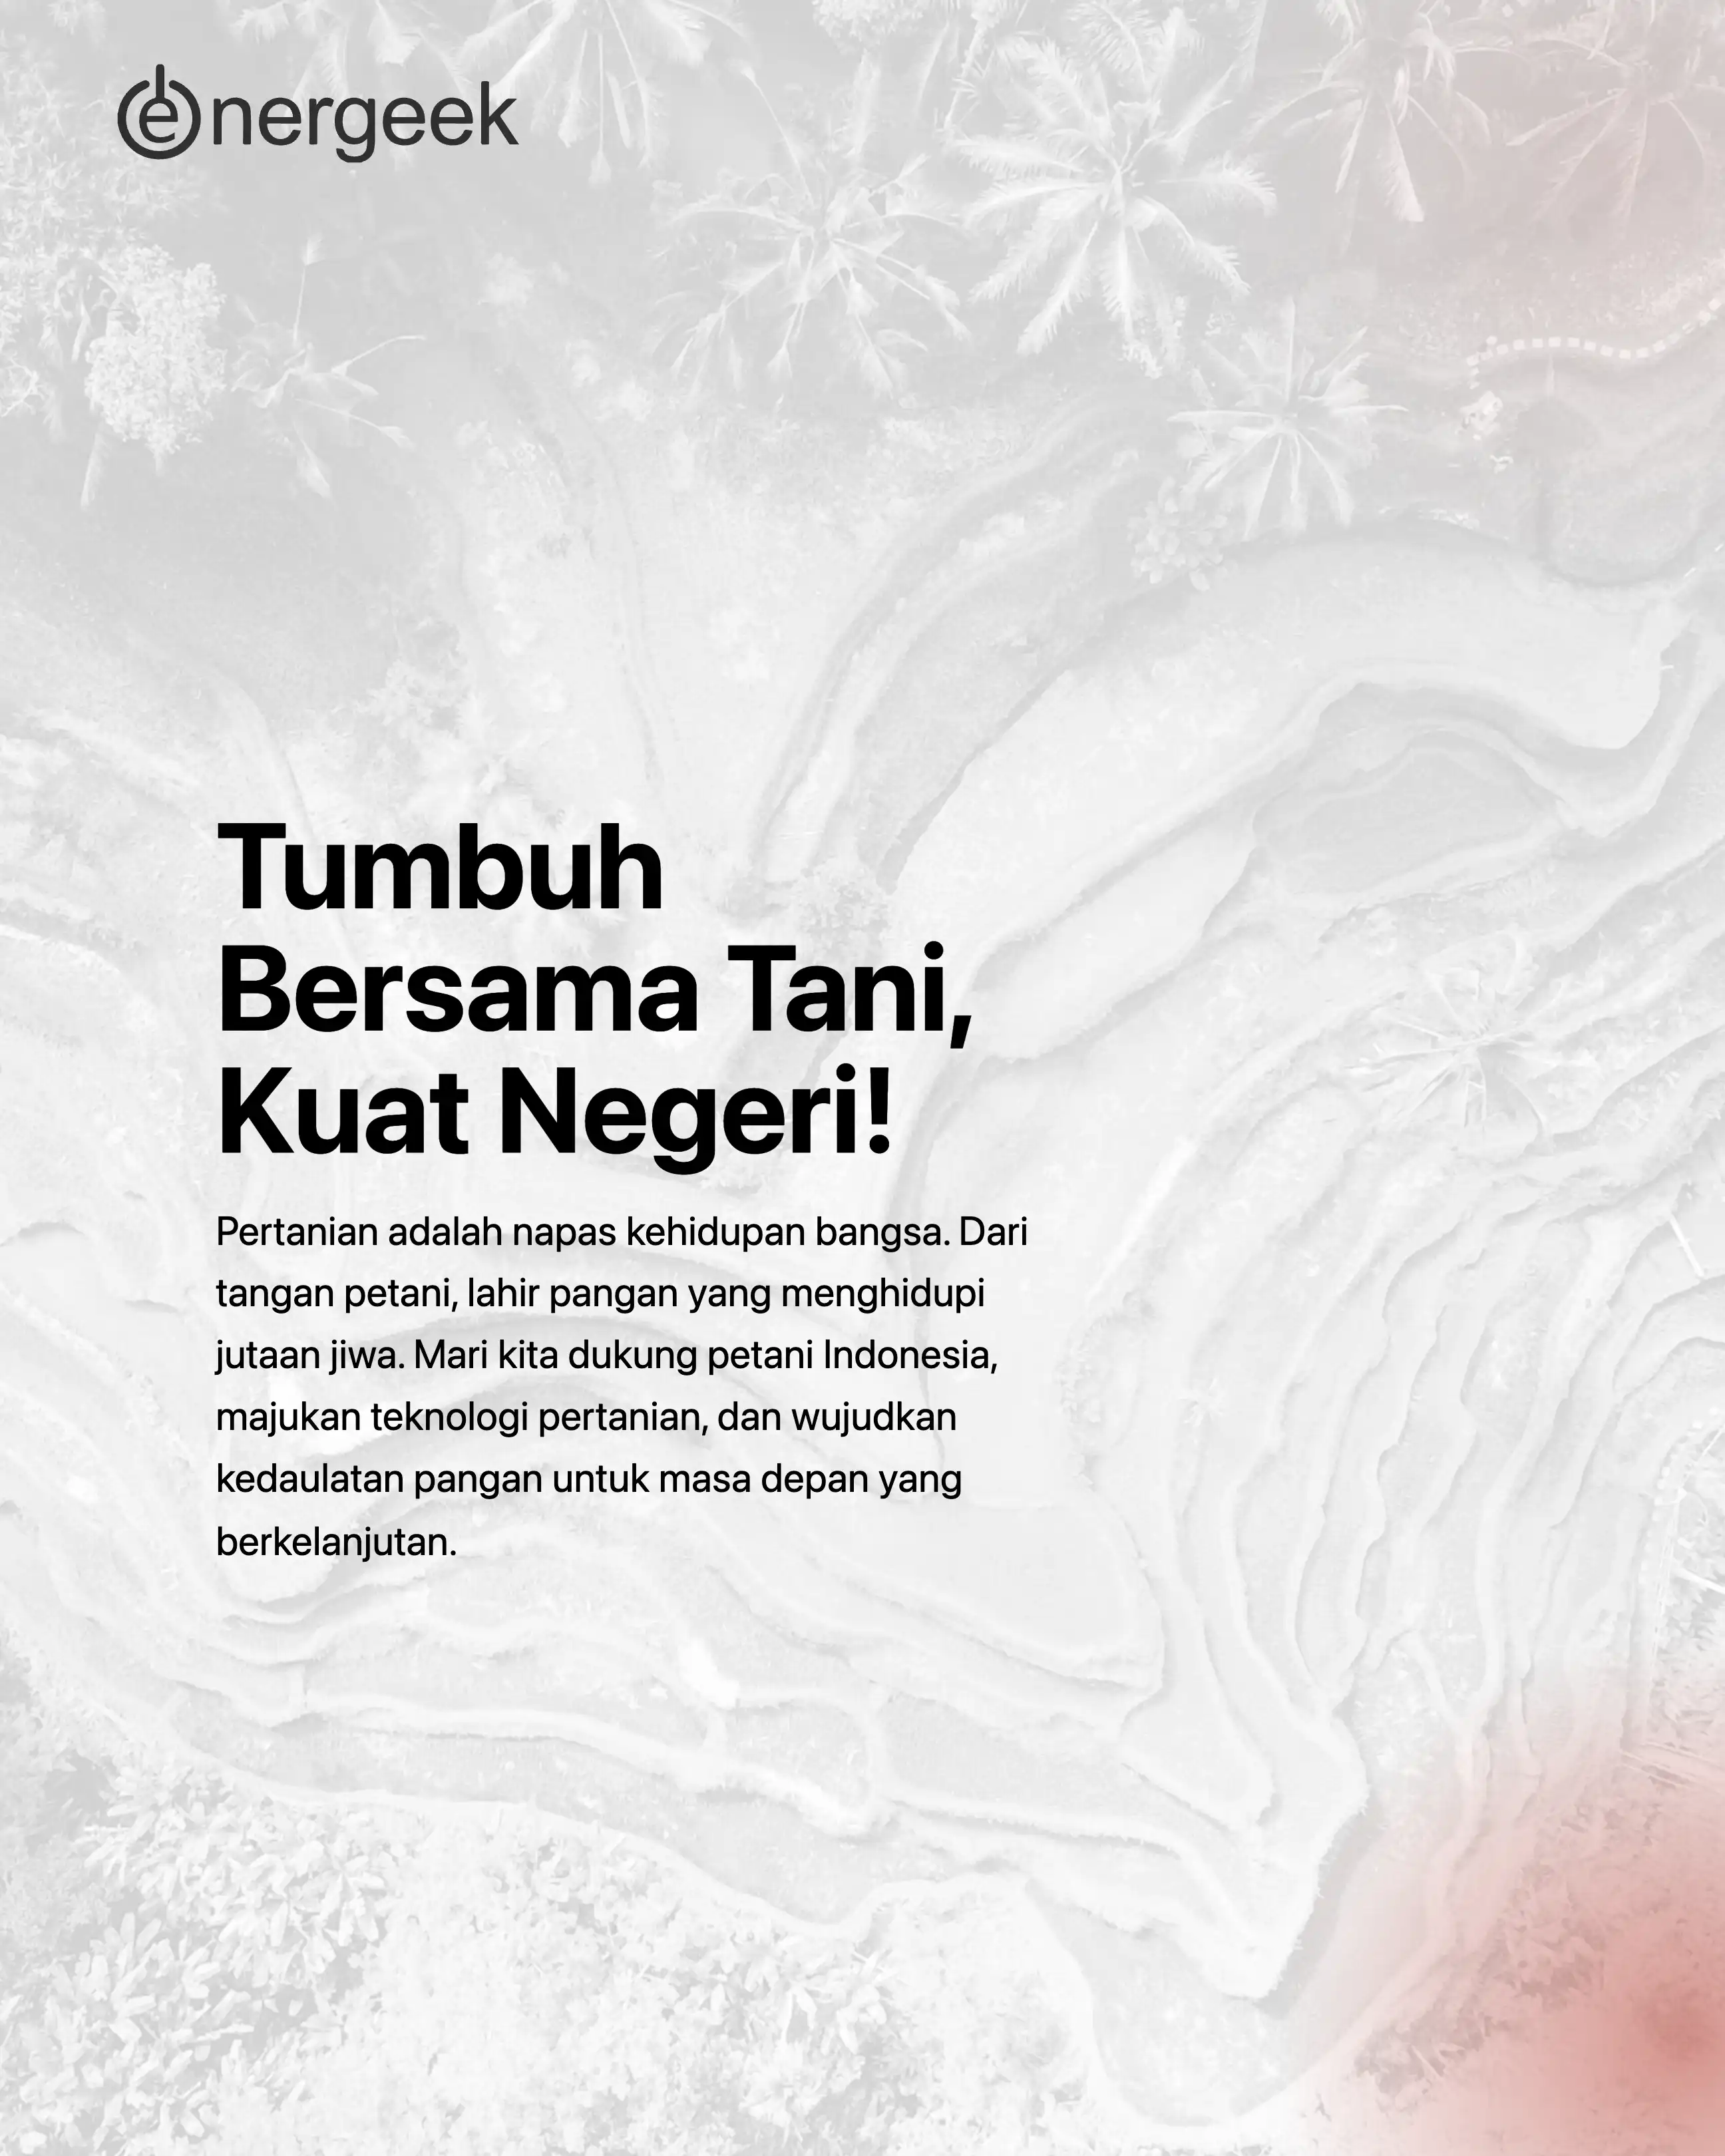 energeek
Tumbuh
Bersama Tani,
Kuat Negeri!
Pertanian adalah napas kehidupan bangsa. Dari
tangan petani, lahir pangan yang menghidupi
jutaan jiwa. Mari kita dukung petani Indonesia,
majukan teknologi pertanian, dan wujudkan
kedaulatan pangan untuk masa depan yang
berkelanjutan.